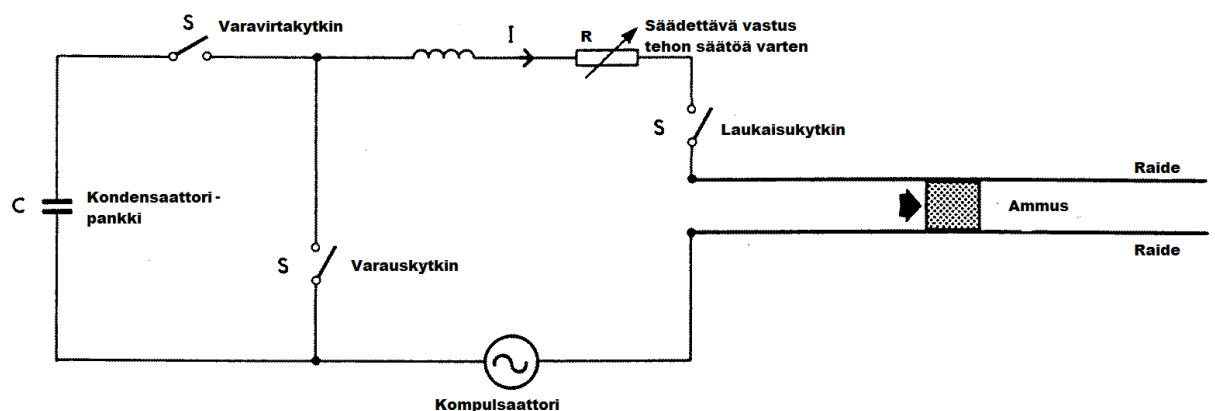 S Varavirtakytkin
I
R
Säädettävä vastus
tehon säätöä varten
S Laukaisukytkin
Raide
C
Kondensaattori-
pankki
Ammus
Raide
S Varauskytkin
Kompulsaattori